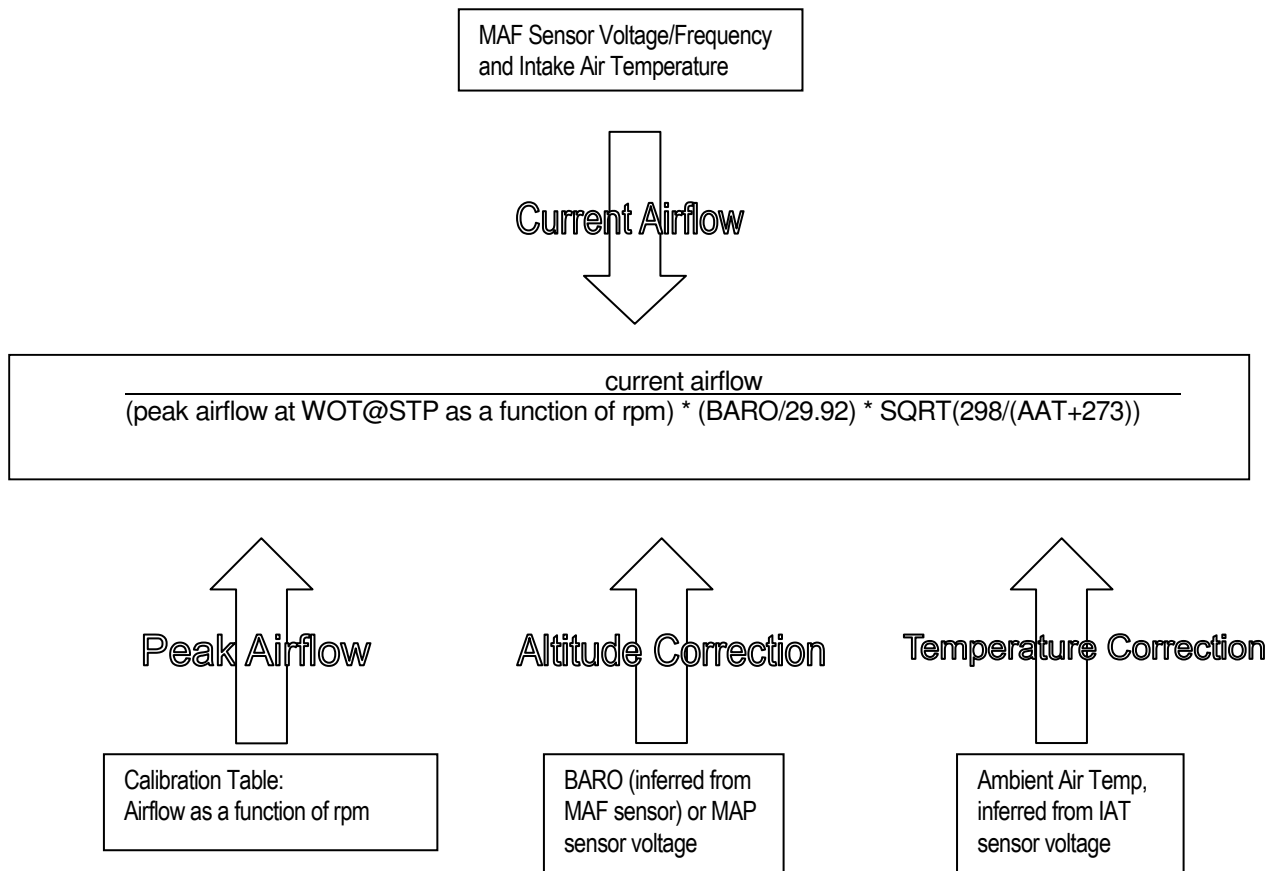 MAF Sensor Voltage/Frequency
and Intake Air Temperature
Current Airflow
current airflow
(peak airflow at WOT@STP as a function of rpm) * (BARO/29.92) * SQRT(298/(AAT+273))
Peak Airflow
Altitude Correction
Temperature Correction
Calibration Table:
Airflow as a function of rpm
BARO (inferred from
MAF sensor) or MAP
sensor voltage
Ambient Air Temp,
inferred from IAT
sensor voltage